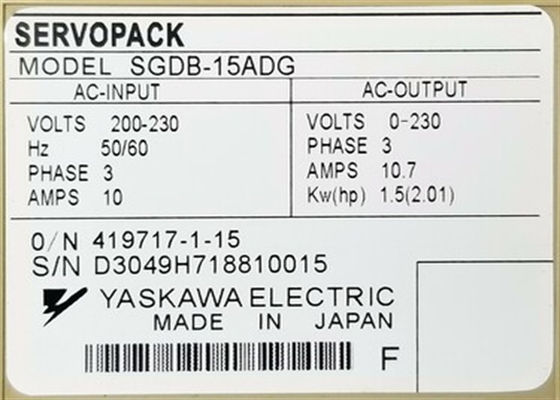 SERVOPACK
MODEL SGDB-15ADG
AC-INPUT
VOLTS 200-230
Hz 50/60
PHASE 3
AMPS 10
AC-OUTPUT
VOLTS 0-230
PHASE 3
AMPS 10.7
Kw(hp) 1.5(2.01)
O/N 419717-1-15
S/N D3049H718810015
YASKAWA ELECTRIC
MADE IN JAPAN
F